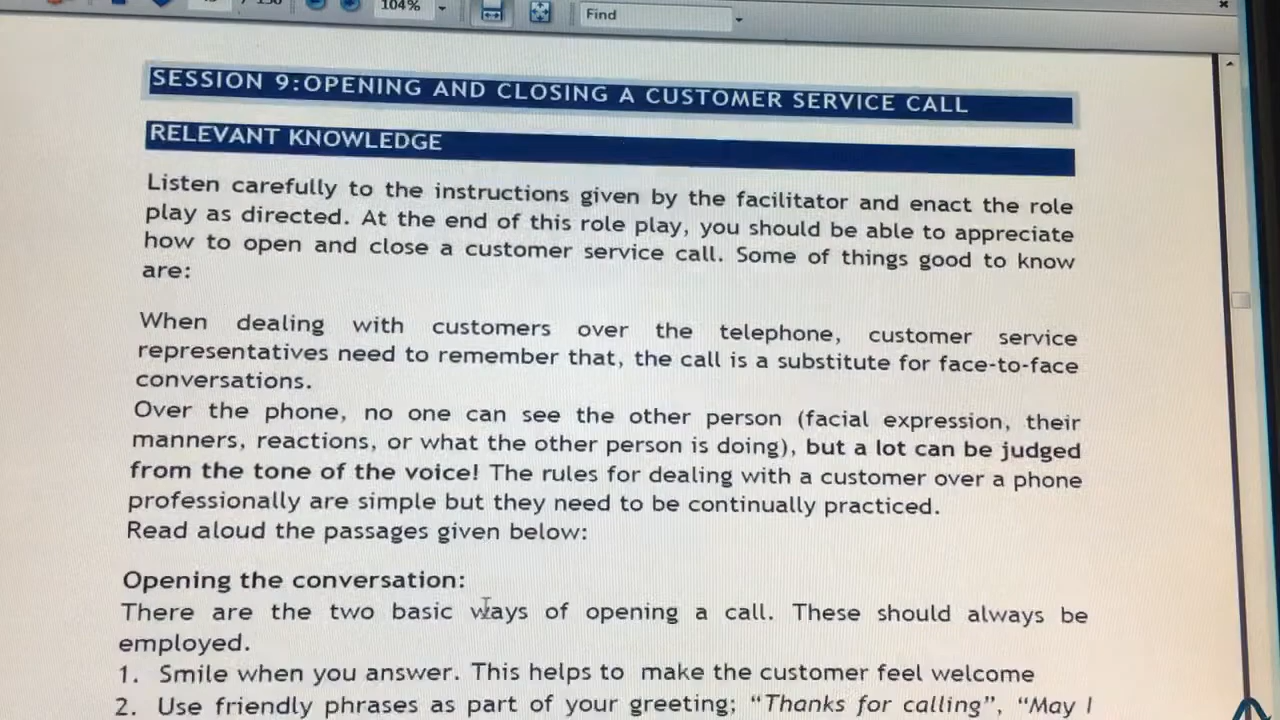 104%
Find
SESSION 9:OPENING AND CLOSING A CUSTOMER SERVICE CALL
RELEVANT KNOWLEDGE
Listen carefully to the instructions given by the facilitator and enact the role
play as directed. At the end of this role play, you should be able to appreciate
how to open and close a customer service call. Some of things good to know
are:
When dealing with customers over the telephone, customer service
representatives need to remember that, the call is a substitute for face-to-face
conversations.
Over the phone, no one can see the other person (facial expression, their
manners, reactions, or what the other person is doing), but a lot can be judged
from the tone of the voice! The rules for dealing with a customer over a phone
professionally are simple but they need to be continually practiced.
Read aloud the passages given below:
Opening the conversation:
There are the two basic ways of opening a call. These should always be
employed.
1. Smile when you answer. This helps to make the customer feel welcome
2. Use friendly phrases as part of your greeting; “Thanks for calling”, “May I